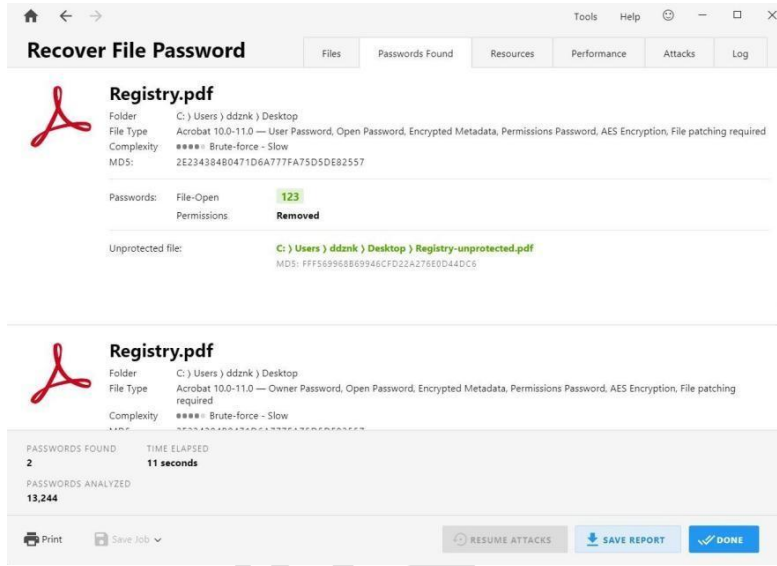 Tools Help
Recover File Password
Files Passwords Found Resources Performance Attacks Log
Registry.pdf
Folder C: ) Users ) ddznk ) Desktop
File Type Acrobat 10.0-11.0 — User Password, Open Password, Encrypted Metadata, Permissions Password, AES Encryption, File patching required
Complexity Brute-force - Slow
MD5: 2E234384B0471D6A777FA75D5DE82557
Passwords: File-Open 123
Permissions Removed
Unprotected file: C: ) Users ) ddznk ) Desktop ) Registry-unprotected.pdf
MD5: FFF569968B69946CFD22A276E0D44DC6
Registry.pdf
Folder C: ) Users ) ddznk ) Desktop
File Type Acrobat 10.0-11.0 — Owner Password, Open Password, Encrypted Metadata, Permissions Password, AES Encryption, File patching
required
Complexity Brute-force - Slow
PASSWORDS FOUND TIME ELAPSED
2 11 seconds
PASSWORDS ANALYZED
13,244
Print Save Job RESUME ATTACKS SAVE REPORT DONE